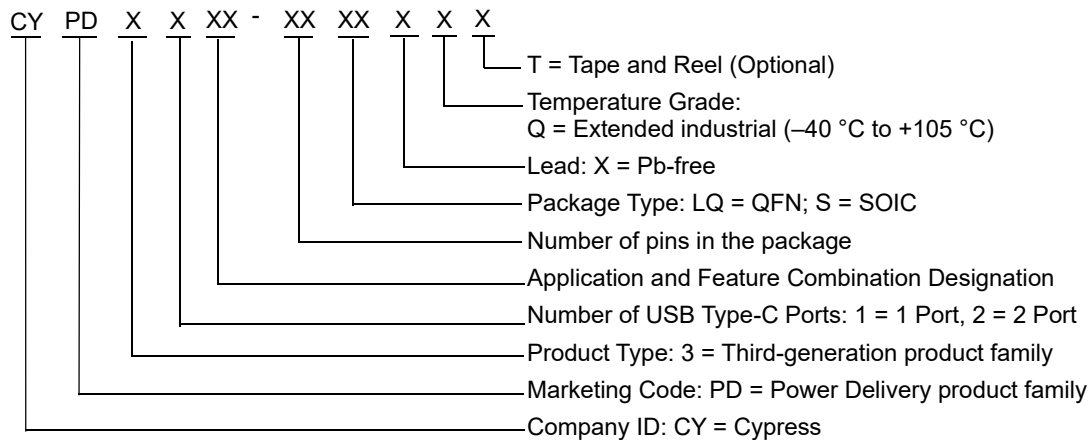 CY PD X X XX - XX XX X X X
T = Tape and Reel (Optional)
Temperature Grade:
Q = Extended industrial (–40 °C to +105 °C)
Lead: X = Pb-free
Package Type: LQ = QFN; S = SOIC
Number of pins in the package
Application and Feature Combination Designation
Number of USB Type-C Ports: 1 = 1 Port, 2 = 2 Port
Product Type: 3 = Third-generation product family
Marketing Code: PD = Power Delivery product family
Company ID: CY = Cypress